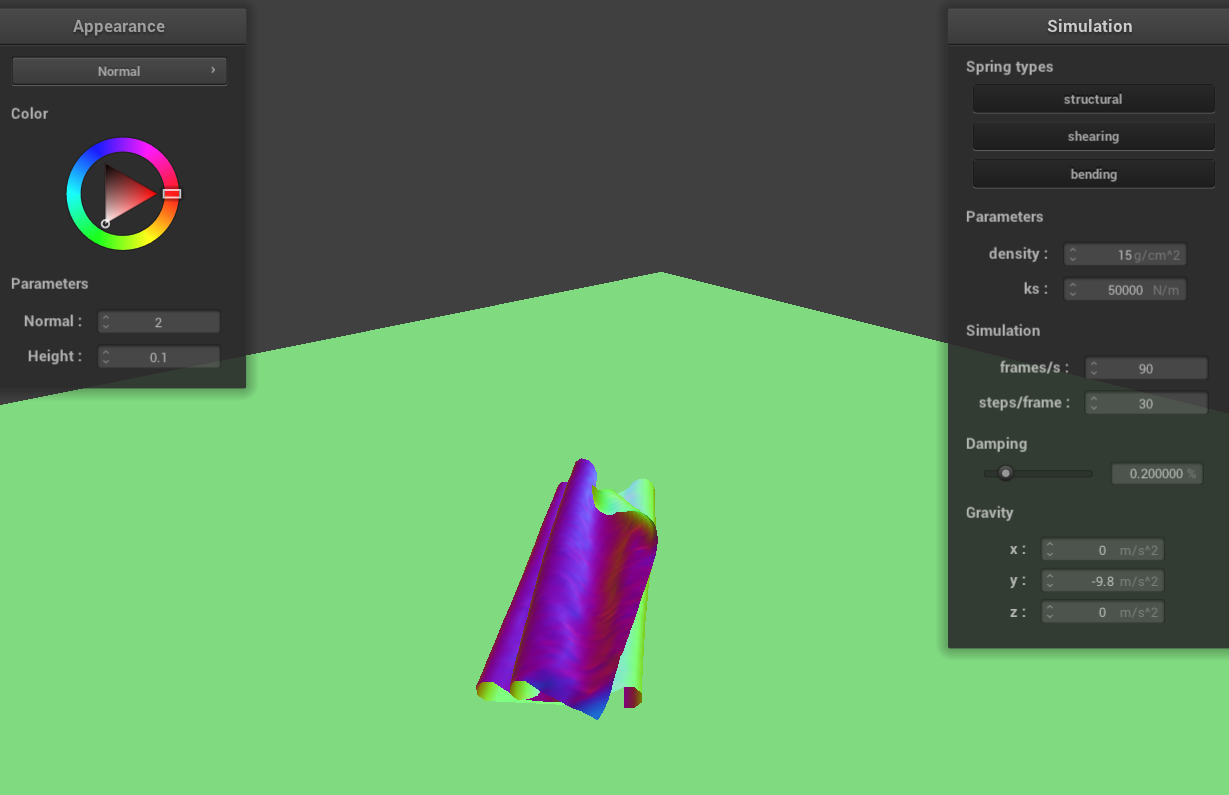 Appearance
Normal
Color
Parameters
Normal : 2
Height : 0.1
Simulation
Spring types
structural
shearing
bending
Parameters
density : 15 g/cm^2
ks : 50000 N/m
Simulation
frames/s : 90
steps/frame : 30
Damping
0.200000 %
Gravity
x : 0 m/s^2
y : -9.8 m/s^2
z : 0 m/s^2